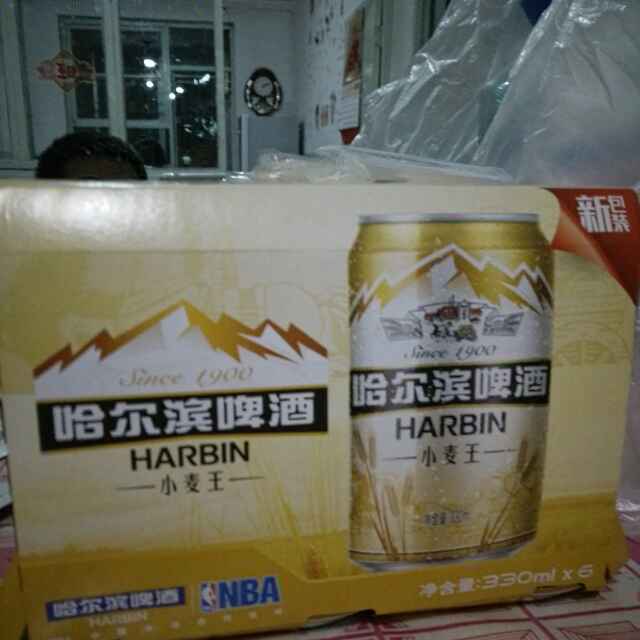 新包装
Since 1900
哈尔滨啤酒
HARBIN
小麦王
Since 1900
哈尔滨啤酒
HARBIN
小麦王
哈尔滨啤酒
HARBIN
NBA
净含量:330ml x 6